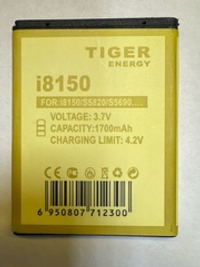 TIGER
ENERGY
i8150
FOR:i8150/S5820/S5690....
VOLTAGE: 3.7V
CAPACITY:1700mAh
CHARGING LIMIT: 4.2V
6 950807 712300